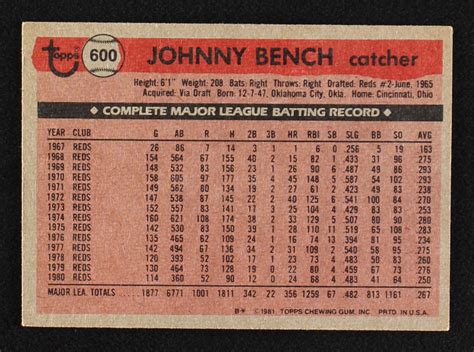 Topps 600 JOHNNY BENCH catcher
Height: 6'1" Weight: 208 Bats: Right Throws: Right Drafted: Reds #2-June, 1965
Acquired: Via Draft Born: 12-7-47, Oklahoma City, Okla. Home: Cincinnati, Ohio
◆ COMPLETE MAJOR LEAGUE BATTING RECORD ◆
YEAR CLUB G AB R H 2B 3B HR RBI SB SLG BB SO AVG
1967 REDS 26 86 7 14 3 1 1 6 0 .256 5 19 .163
1968 REDS 154 564 67 155 40 2 15 82 1 .433 31 96 .275
1969 REDS 148 532 83 156 23 1 26 90 6 .487 49 86 .293
1970 REDS 158 605 97 177 35 4 45 148 5 .587 54 102 .293
1971 REDS 149 562 80 134 19 2 27 61 2 .423 49 83 .238
1972 REDS 147 538 87 145 22 2 40 125 6 .541 100 84 .270
1973 REDS 152 557 83 141 17 3 25 104 4 .429 83 83 .253
1974 REDS 160 621 108 174 38 2 33 129 5 .507 80 90 .280
1975 REDS 142 530 83 150 39 1 28 110 11 .519 65 108 .283
1976 REDS 135 465 62 109 24 1 16 74 13 .394 81 95 .234
1977 REDS 142 494 67 136 34 2 31 109 2 .540 58 95 .275
1978 REDS 120 393 52 102 17 1 23 73 4 .483 50 83 .260
1979 REDS 130 464 73 128 19 0 22 80 4 .459 67 73 .276
1980 REDS 114 360 52 90 12 0 24 68 4 .483 41 64 .250
MAJOR LEA. TOTALS 1877 6771 1001 1811 342 22 356 1259 67 .482 813 1161 .267
B* © 1981 TOPPS CHEWING GUM, INC. PRTD. IN U.S.A.